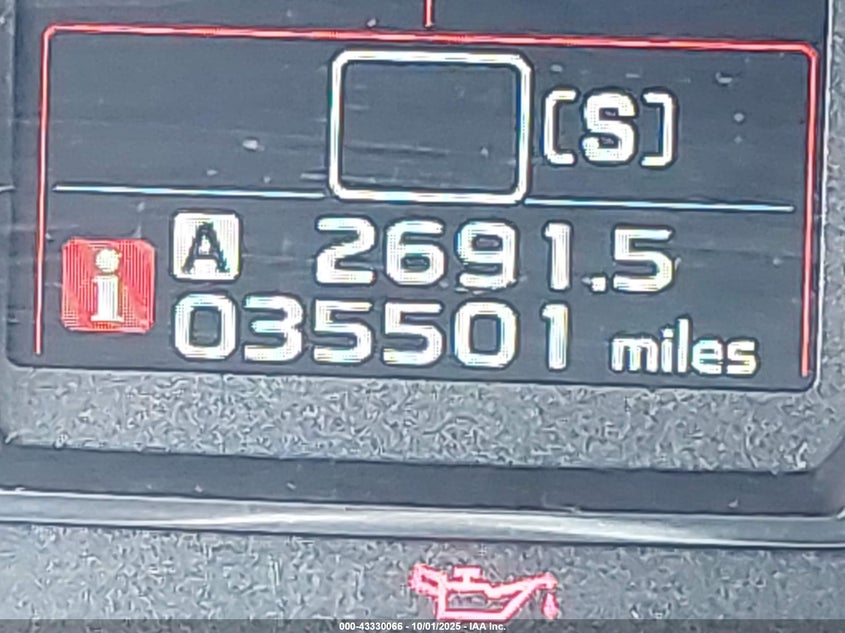 [S]
i A 2691.5
035501 miles
000-43330066 - 10/01/2025 - IAA Inc.